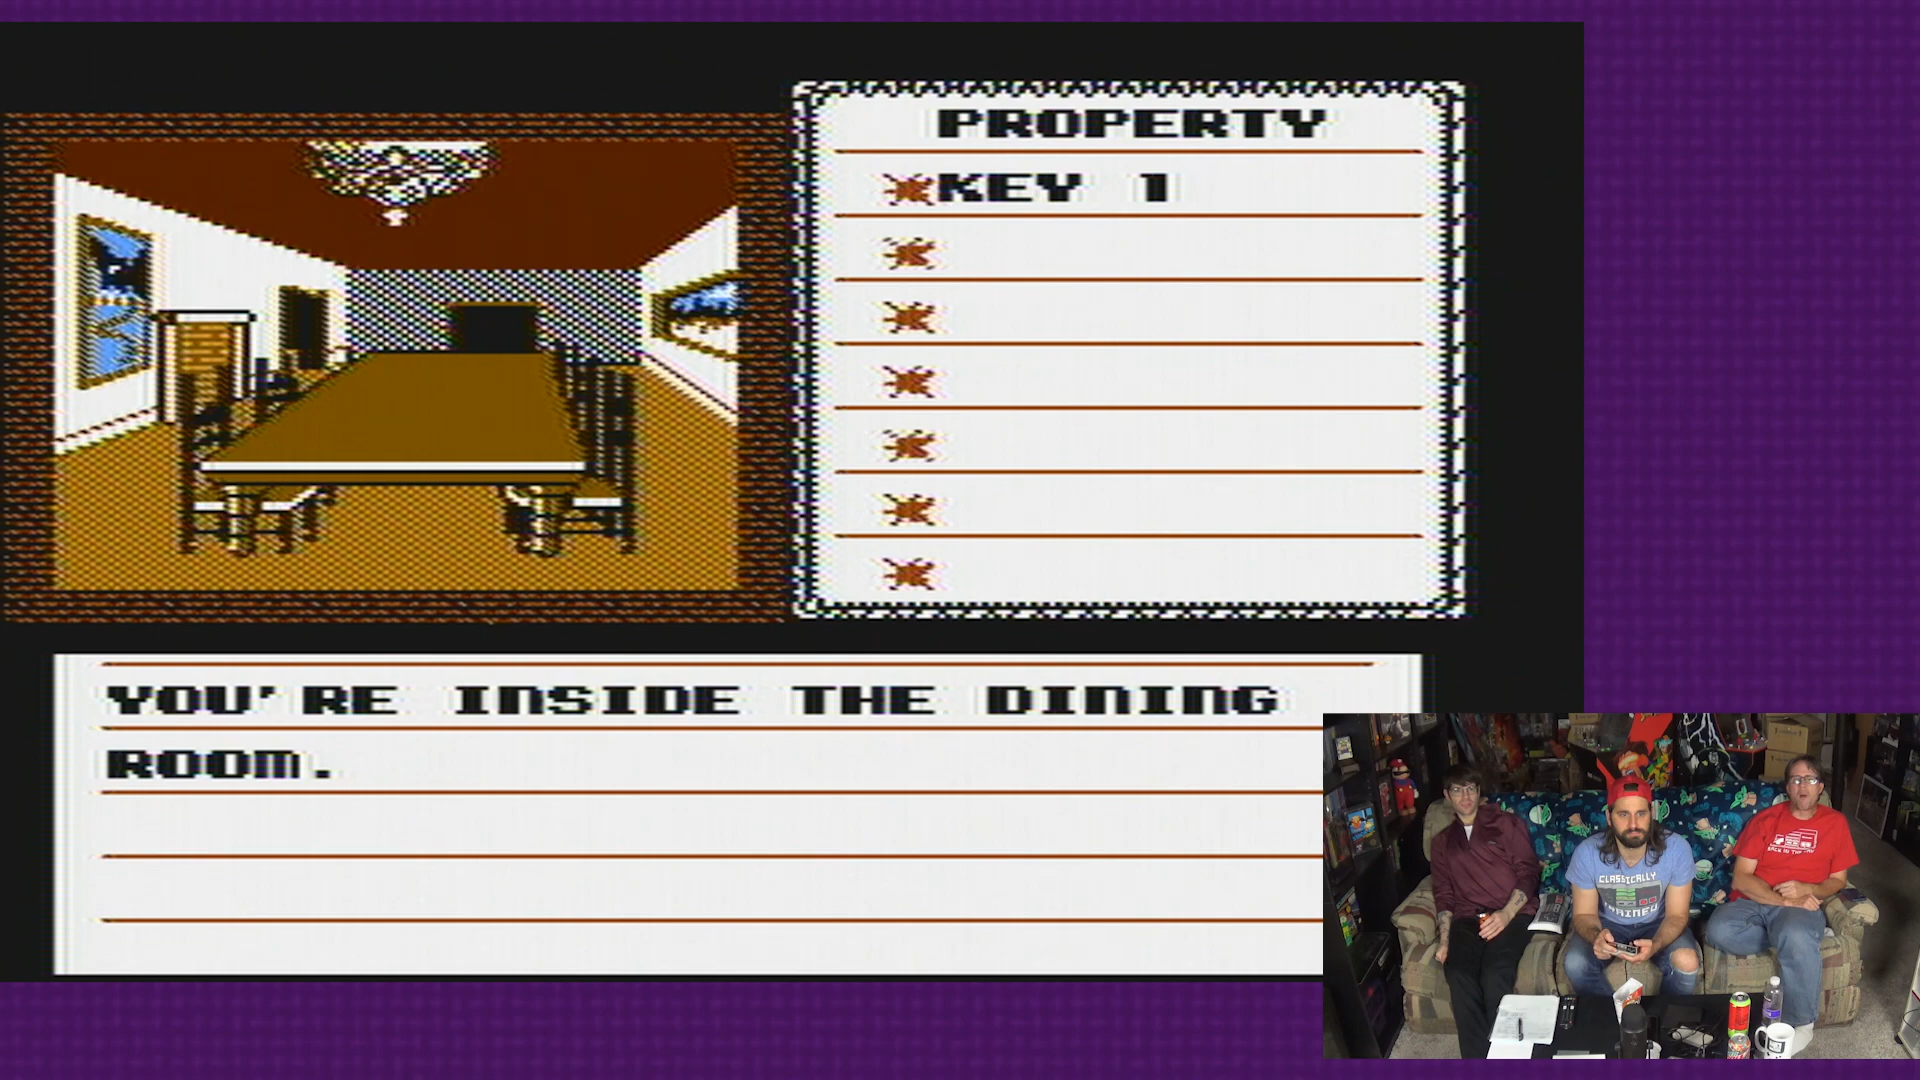 PROPERTY
KEY 1
YOU'RE INSIDE THE DINING
ROOM.
CLASSICALLY
TRAINED